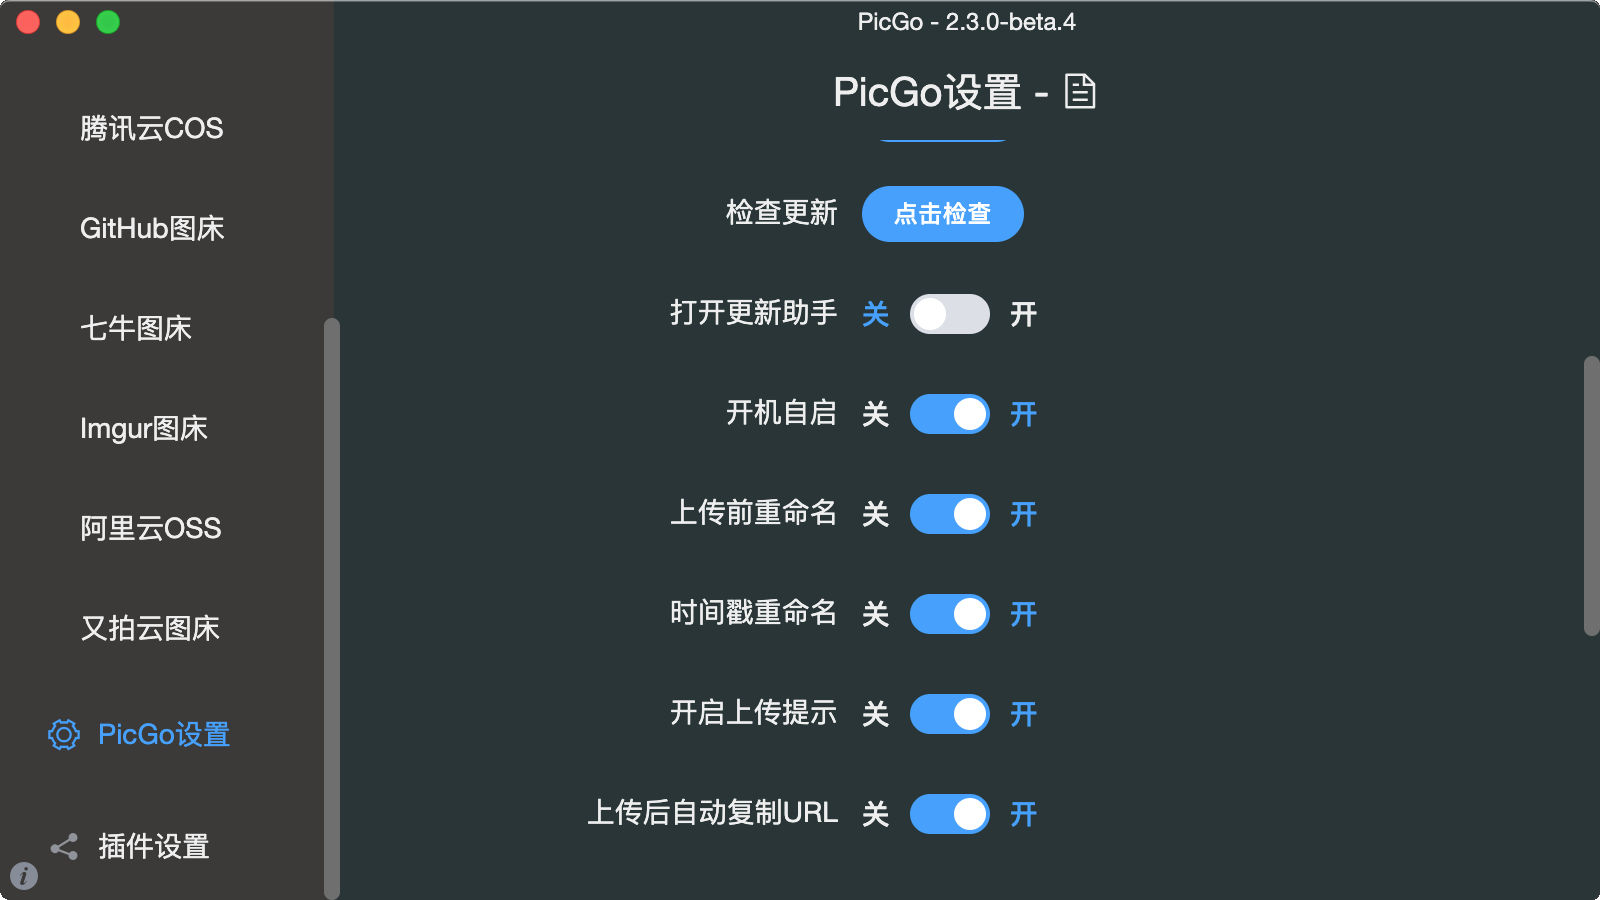 PicGo - 2.3.0-beta.4
腾讯云COS
GitHub图床
七牛图床
Imgur图床
阿里云OSS
又拍云图床
PicGo设置
插件设置
PicGo设置 -
检查更新 点击检查
打开更新助手 关 开
开机自启 关 开
上传前重命名 关 开
时间戳重命名 关 开
开启上传提示 关 开
上传后自动复制URL 关 开